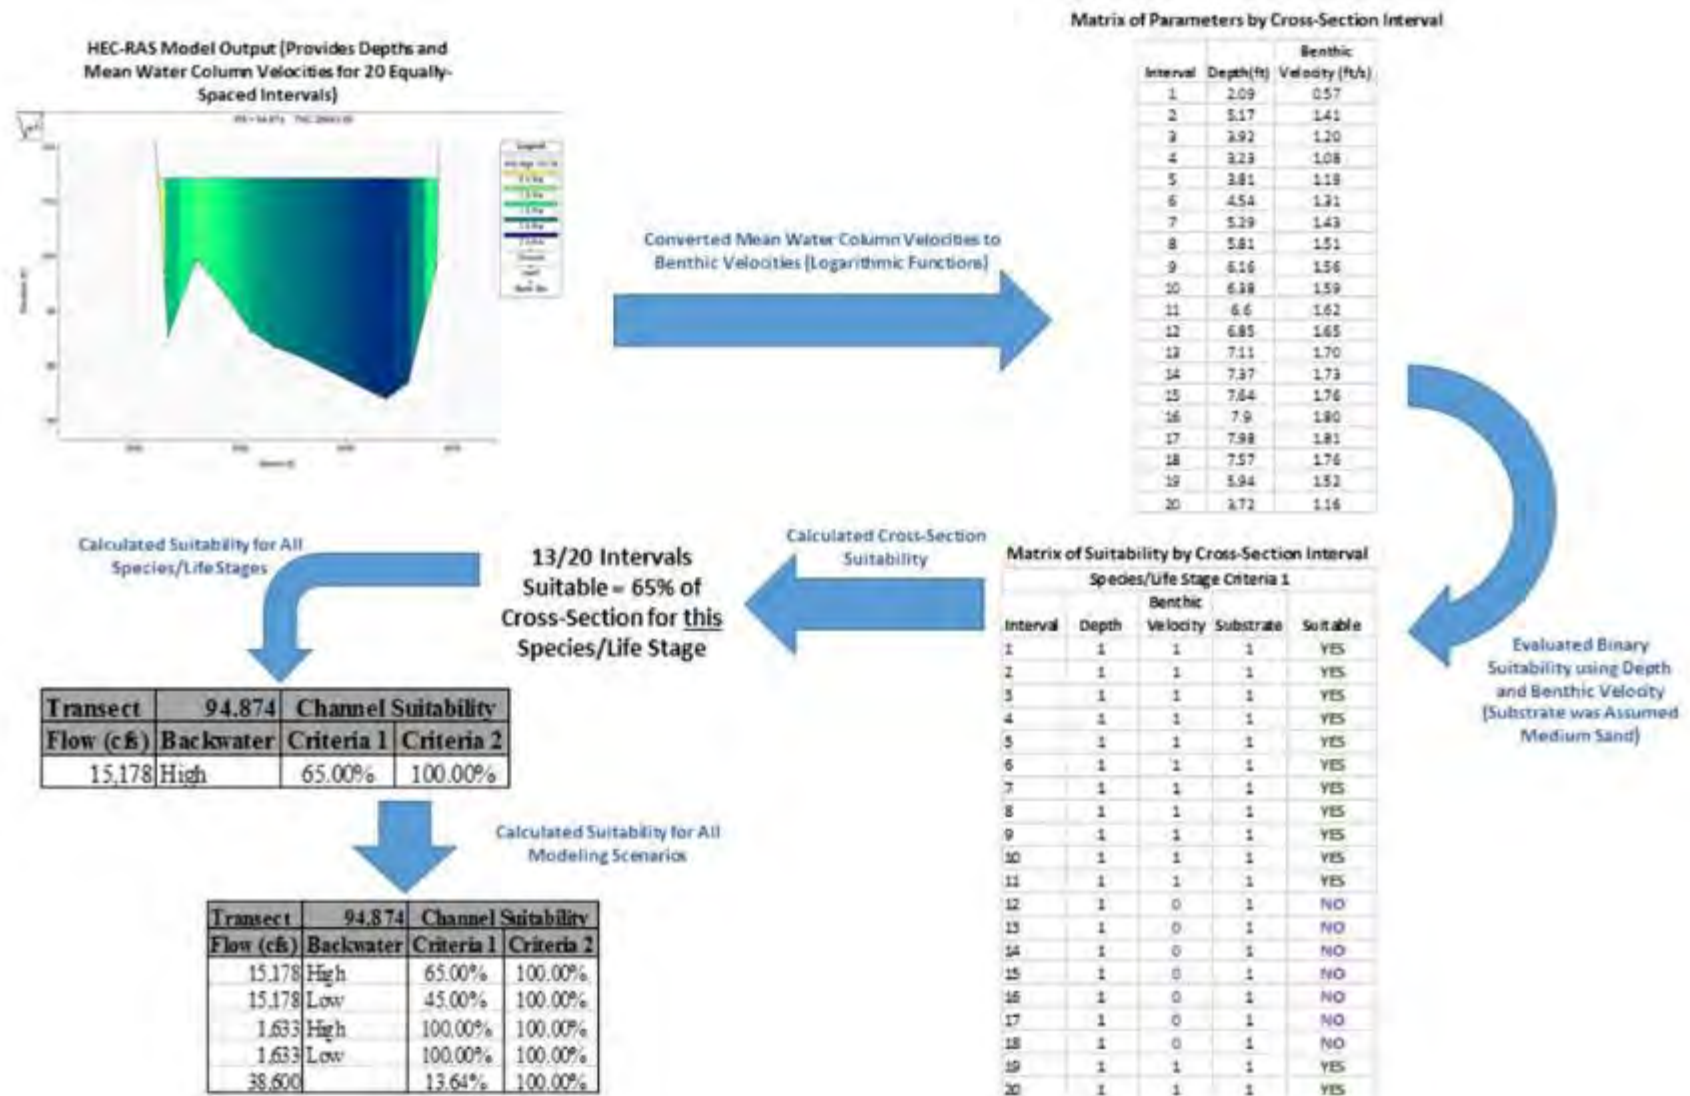 HEC-RAS Model Output (Provides Depths and
Mean Water Column Velocities for 20 Equally-
Spaced Intervals)
Legend
Converted Mean Water Column Velocities to
Benthic Velocities (Logarithmic Functions)
Matrix of Parameters by Cross-Section Interval
Benthic
Interval Depth(ft) Velocity (ft/s)
1 2.09 0.57
2 5.17 1.41
3 3.92 1.20
4 3.23 1.08
5 3.81 1.18
6 4.54 1.31
7 5.29 1.43
8 5.81 1.51
9 6.16 1.56
10 6.38 1.59
11 6.6 1.62
12 6.85 1.65
13 7.11 1.70
14 7.37 1.73
15 7.64 1.76
16 7.9 1.80
17 7.98 1.81
18 7.57 1.76
19 5.94 1.52
20 3.72 1.16
Evaluated Binary
Suitability using Depth
and Benthic Velocity
(Substrate was Assumed
Medium Sand)
Matrix of Suitability by Cross-Section Interval
Species/Life Stage Criteria 1
Benthic
Interval Depth Velocity Substrate Suitable
1 1 1 1 YES
2 1 1 1 YES
3 1 1 1 YES
4 1 1 1 YES
5 1 1 1 YES
6 1 1 1 YES
7 1 1 1 YES
8 1 1 1 YES
9 1 1 1 YES
10 1 1 1 YES
11 1 1 1 YES
12 1 0 1 NO
13 1 0 1 NO
14 1 0 1 NO
15 1 0 1 NO
16 1 0 1 NO
17 1 0 1 NO
18 1 0 1 NO
19 1 1 1 YES
20 1 1 1 YES
Calculated Cross-Section
Suitability
13/20 Intervals
Suitable = 65% of
Cross-Section for this
Species/Life Stage
Calculated Suitability for All
Species/Life Stages
Transect 94.874 Channel Suitability
Flow (cfs) Backwater Criteria 1 Criteria 2
15,178 High 65.00% 100.00%
Calculated Suitability for All
Modeling Scenarios
Transect 94.874 Channel Suitability
Flow (cfs) Backwater Criteria 1 Criteria 2
15,178 High 65.00% 100.00%
15,178 Low 45.00% 100.00%
1,633 High 100.00% 100.00%
1,633 Low 100.00% 100.00%
38,600 13.64% 100.00%